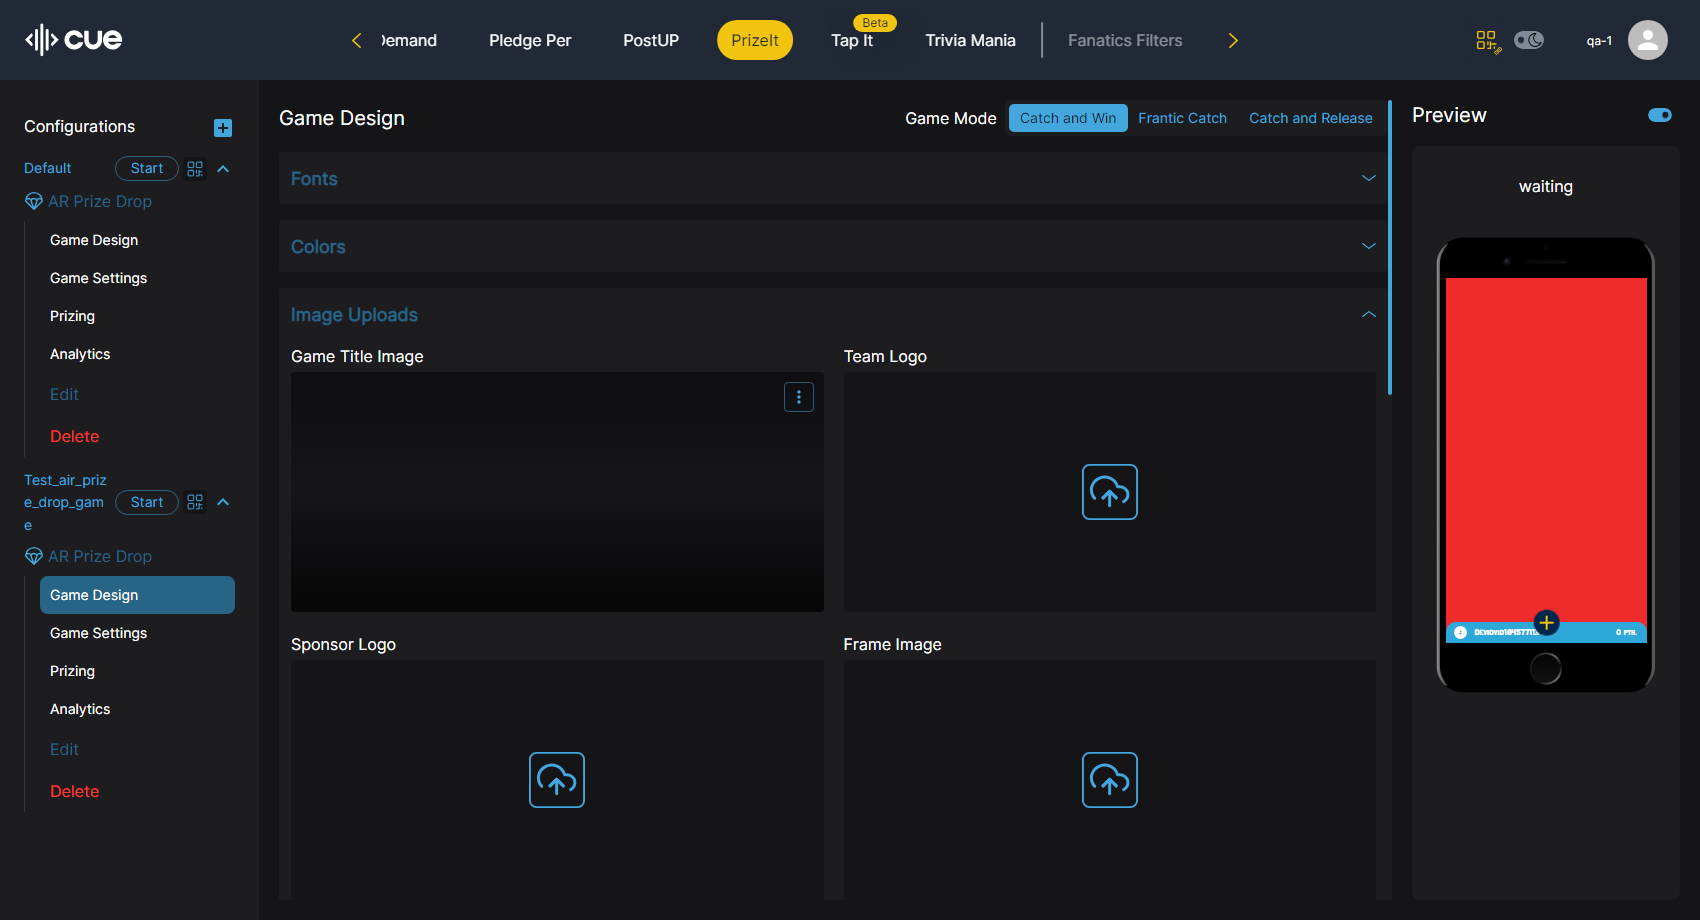 cue
Demand
Pledge Per
PostUP
PrizeIt
Beta
Tap It
Trivia Mania
Fanatics Filters
qa-1
Configurations
Default
Start
AR Prize Drop
Game Design
Game Settings
Prizing
Analytics
Edit
Delete
Test_air_priz
e_drop_gam
e
Start
AR Prize Drop
Game Design
Game Settings
Prizing
Analytics
Edit
Delete
Game Design
Game Mode
Catch and Win
Frantic Catch
Catch and Release
Fonts
Colors
Image Uploads
Game Title Image
Team Logo
Sponsor Logo
Frame Image
Preview
waiting
0 PTS.